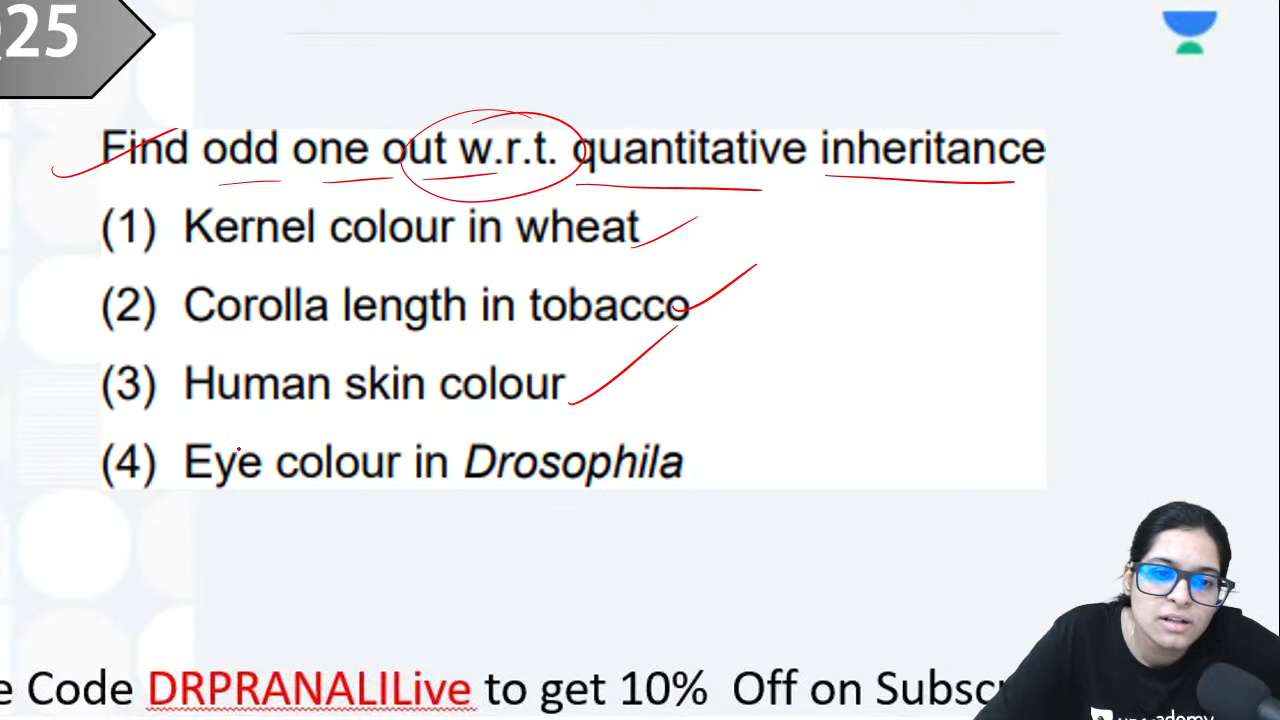 25
Find odd one out w.r.t. quantitative inheritance
(1) Kernel colour in wheat
(2) Corolla length in tobacco
(3) Human skin colour
(4) Eye colour in Drosophila
e Code DRPRANALILive to get 10% Off on Subscr